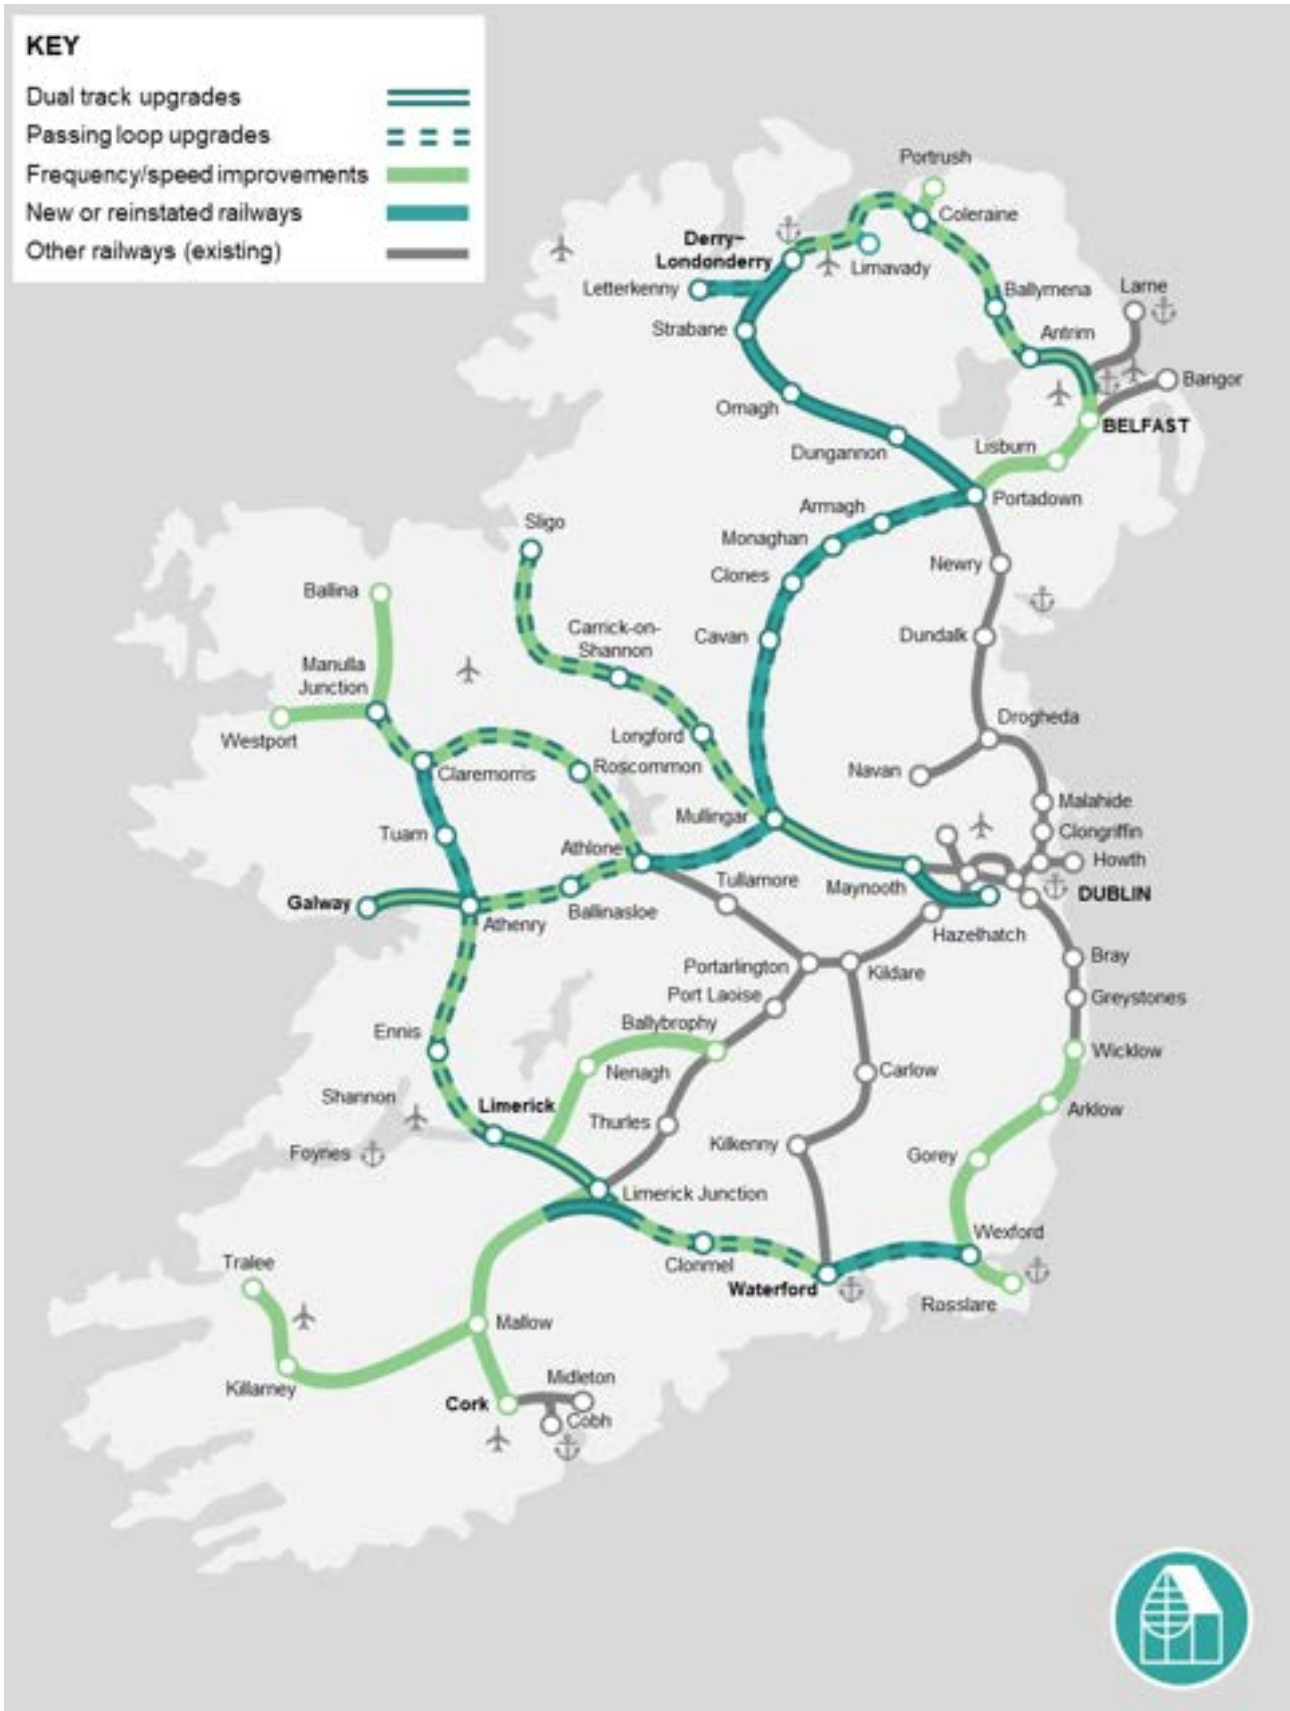 KEY
Dual track upgrades
Passing loop upgrades
Frequency/speed improvements
New or reinstated railways
Other railways (existing)
Portrush
Coleraine
Derry–
Londonderry
Limavady
Letterkenny
Ballymena
Larne
Strabane
Antrim
Bangor
Omagh
BELFAST
Dungannon
Lisburn
Portadown
Armagh
Sligo
Monaghan
Newry
Clones
Ballina
Carrick-on-
Shannon
Cavan
Dundalk
Manulla
Junction
Drogheda
Westport
Longford
Roscommon
Claremorris
Navan
Malahide
Mullingar
Clongriffin
Tuam
Athlone
Howth
Tullamore
Maynooth
DUBLIN
Galway
Ballinasloe
Athenry
Hazelhatch
Bray
Portarlington
Kildare
Port Laoise
Greystones
Ballybrophy
Ennis
Wicklow
Nenagh
Carlow
Shannon
Limerick
Arklow
Thurles
Kilkenny
Foynes
Gorey
Limerick Junction
Wexford
Tralee
Clonmel
Waterford
Rosslare
Mallow
Midleton
Killarney
Cork
Cobh